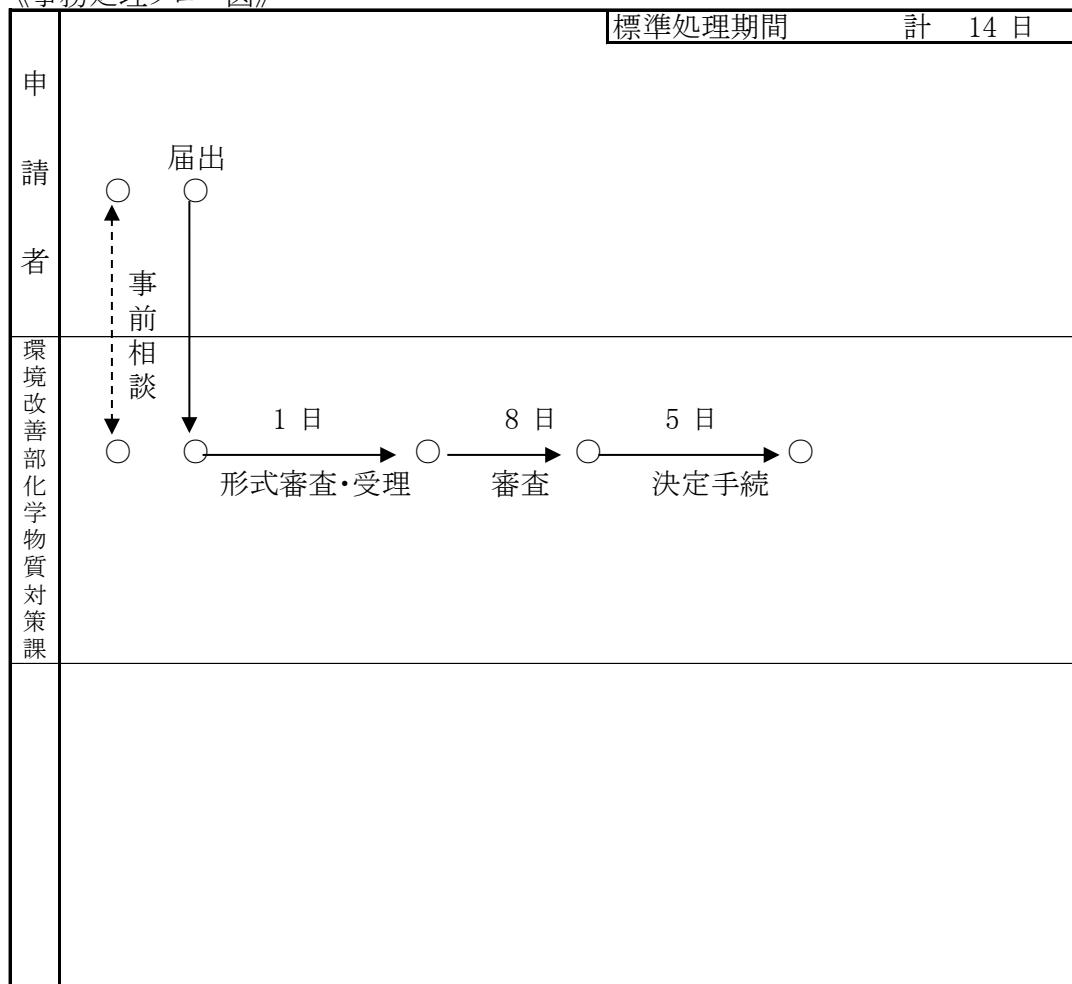 標準処理期間 計 14 日
申請者
届出
事前相談
環境改善部化学物質対策課
1 日 8 日 5 日
形式審査・受理 審査 決定手続